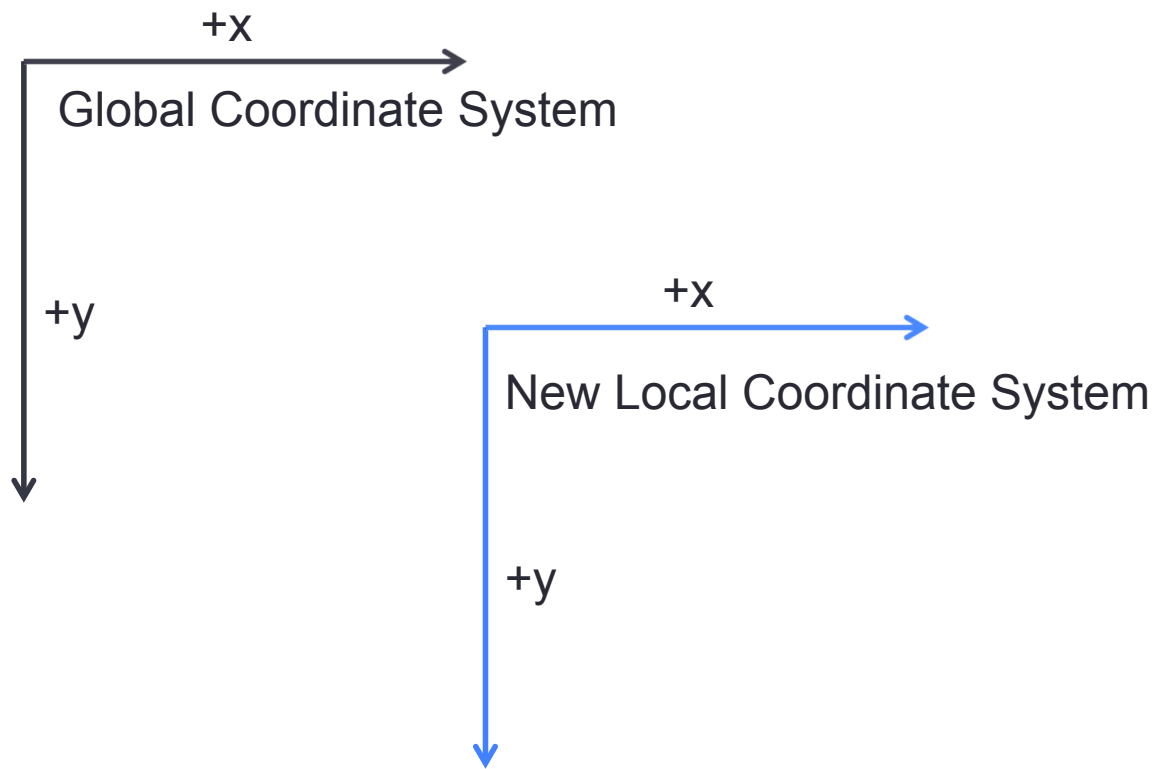 +x
Global Coordinate System
+y
+x
New Local Coordinate System
+y